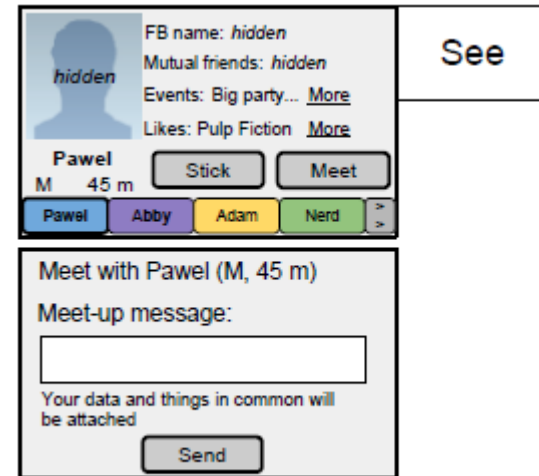 hidden
FB name: hidden
Mutual friends: hidden
Events: Big party... More
Likes: Pulp Fiction More
Pawel
M 45 m
Stick
Meet
Pawel
Abby
Adam
Nerd
>
>
See
Meet with Pawel (M, 45 m)
Meet-up message:
Your data and things in common will
be attached
Send